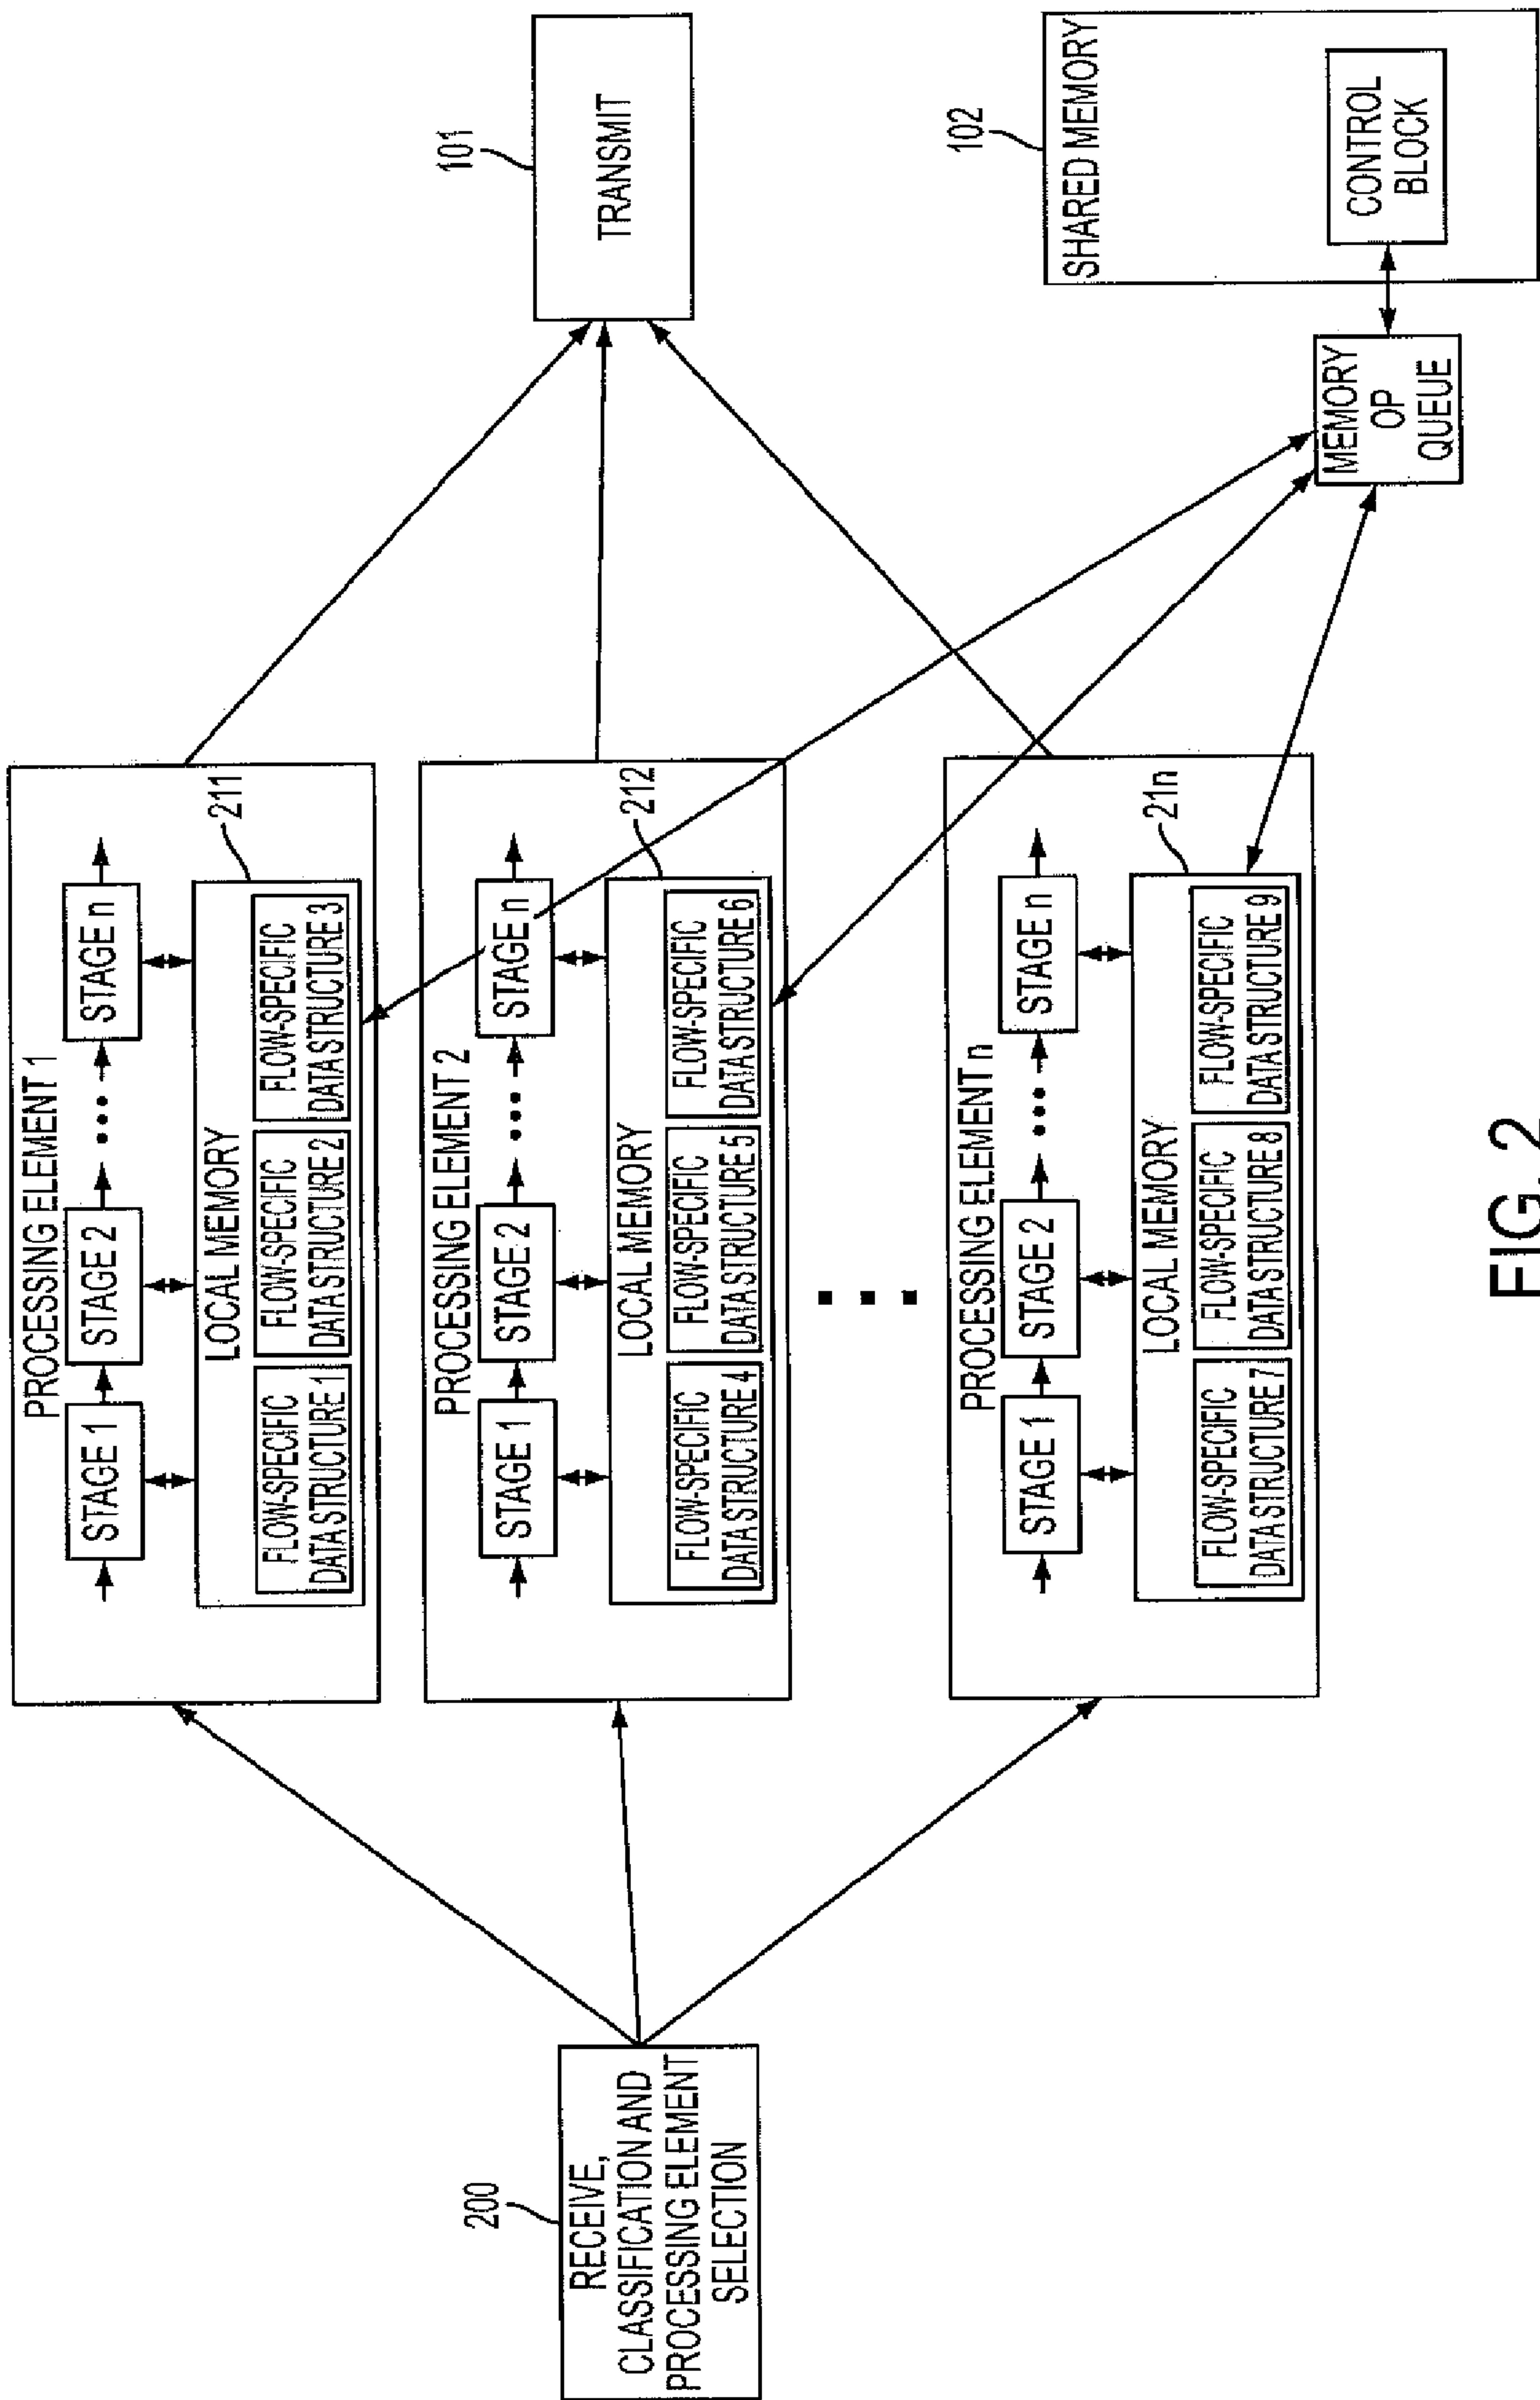 200
RECEIVE,
CLASSIFICATION AND
PROCESSING ELEMENT
SELECTION
PROCESSING ELEMENT 1
STAGE 1
STAGE 2
STAGE n
211
LOCAL MEMORY
FLOW-SPECIFIC
DATA STRUCTURE 1
FLOW-SPECIFIC
DATA STRUCTURE 2
FLOW-SPECIFIC
DATA STRUCTURE 3
PROCESSING ELEMENT 2
STAGE 1
STAGE 2
STAGE n
212
LOCAL MEMORY
FLOW-SPECIFIC
DATA STRUCTURE 4
FLOW-SPECIFIC
DATA STRUCTURE 5
FLOW-SPECIFIC
DATA STRUCTURE 6
PROCESSING ELEMENT n
STAGE 1
STAGE 2
STAGE n
21n
LOCAL MEMORY
FLOW-SPECIFIC
DATA STRUCTURE 7
FLOW-SPECIFIC
DATA STRUCTURE 8
FLOW-SPECIFIC
DATA STRUCTURE 9
101
TRANSMIT
102
SHARED MEMORY
CONTROL
BLOCK
MEMORY
OP
QUEUE
FIG. 2